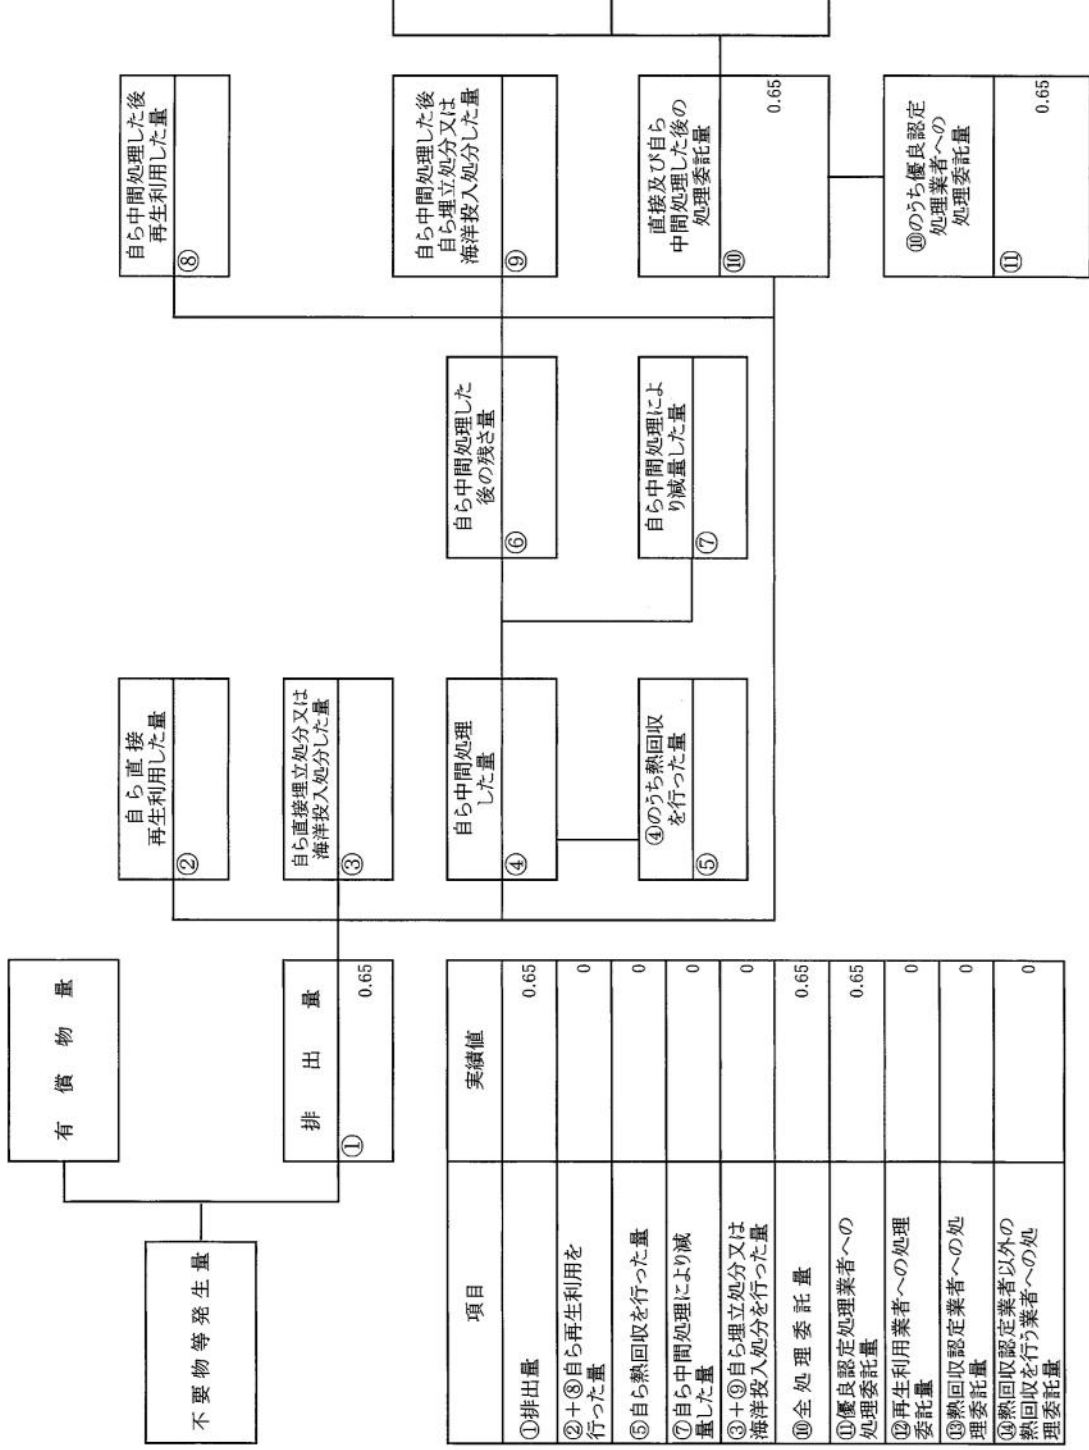 不要物等発生量
有償物量
排出量
①
0.65
自ら直接
再生利用した量
②
自ら直接埋立処分又は
海洋投入処分した量
③
自ら中間処理
した量
④
④のうち熱回収
を行った量
⑤
自ら中間処理した
後の残さ量
⑥
自ら中間処理によ
り減量した量
⑦
自ら中間処理した後
再生利用した量
⑧
自ら中間処理した後
自ら埋立処分又は
海洋投入処分した量
⑨
直接及び自ら
中間処理した後の
処理委託量
⑩
0.65
⑩のうち優良認定
処理業者への
処理委託量
⑪
0.65
項目 実績値
①排出量 0.65
②+⑧自ら再生利用を
行った量 0
⑤自ら熱回収を行った量 0
⑦自ら中間処理により減
量した量 0
③+⑨自ら埋立処分又は
海洋投入処分を行った量 0
⑩全処理委託量 0.65
⑪優良認定処理業者への
処理委託量 0.65
⑫再生利用業者への処理
委託量 0
⑬熱回収認定業者への処
理委託量 0
⑭熱回収認定業者以外の
熱回収を行う業者への処
理委託量 0